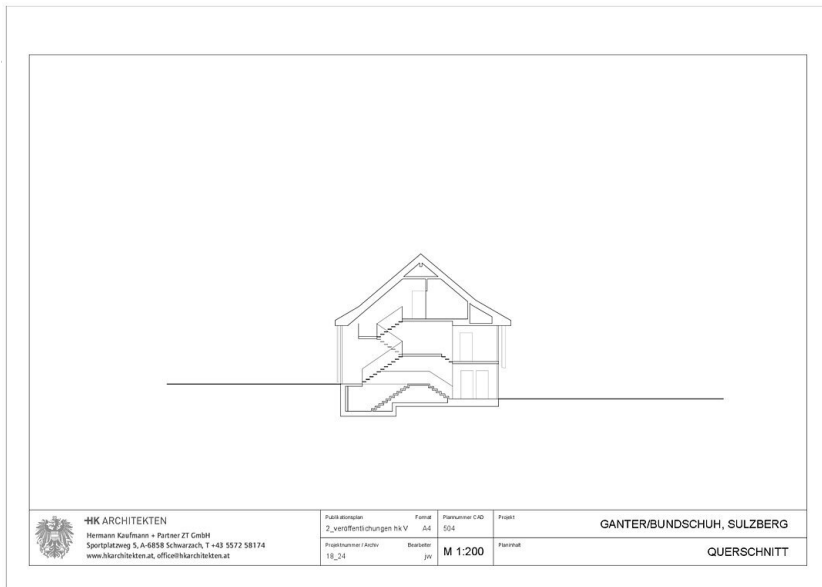 HK ARCHITEKTEN
Hermann Kaufmann + Partner ZT GmbH
Sportplatzweg 5, A-6858 Schwarzach, T +43 5572 58174
www.hkarchitekten.at, office@hkarchitekten.at
Publikationsplan Format
2_veröffentlichungen hk V A4
Projektnummer / Archiv Bearbeiter
18_24 jw
Plannummer CAD
504
M 1:200
Projekt
GANTER/BUNDSCHUH, SULZBERG
Planinhalt
QUERSCHNITT